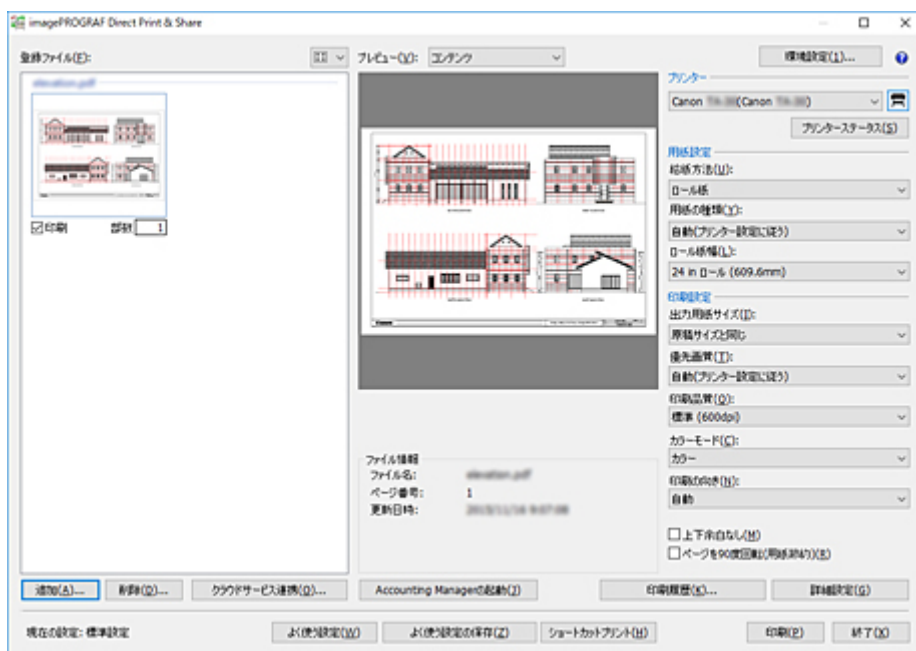 imagePROGRAF Direct Print & Share
登録ファイル(F):
プレビュー(V):
コンテンツ
環境設定(1)...
elevation.pdf
プリンター
Canon (Canon )
プリンターステータス(S)
用紙設定
給紙方法(U):
ロール紙
用紙の種類(Y):
自動(プリンター設定に従う)
ロール紙幅(L):
24 in ロール (609.6mm)
印刷
部数
1
印刷設定
出力用紙サイズ(I):
原稿サイズと同じ
優先画質(T):
自動(プリンター設定に従う)
印刷品質(Q):
標準 (600dpi)
カラーモード(C):
カラー
印刷の向き(N):
自動
ファイル情報
ファイル名:
elevation.pdf
ページ番号:
1
更新日時:
上下余白なし(M)
ページを90度回転(用紙節約)(R)
追加(A)...
削除(D)...
クラウドサービス連携(O)...
Accounting Managerの起動(J)
印刷履歴(K)...
詳細設定(G)
現在の設定: 標準設定
よく使う設定(W)
よく使う設定の保存(Z)
ショートカットプリント(H)
印刷(P)
終了(X)